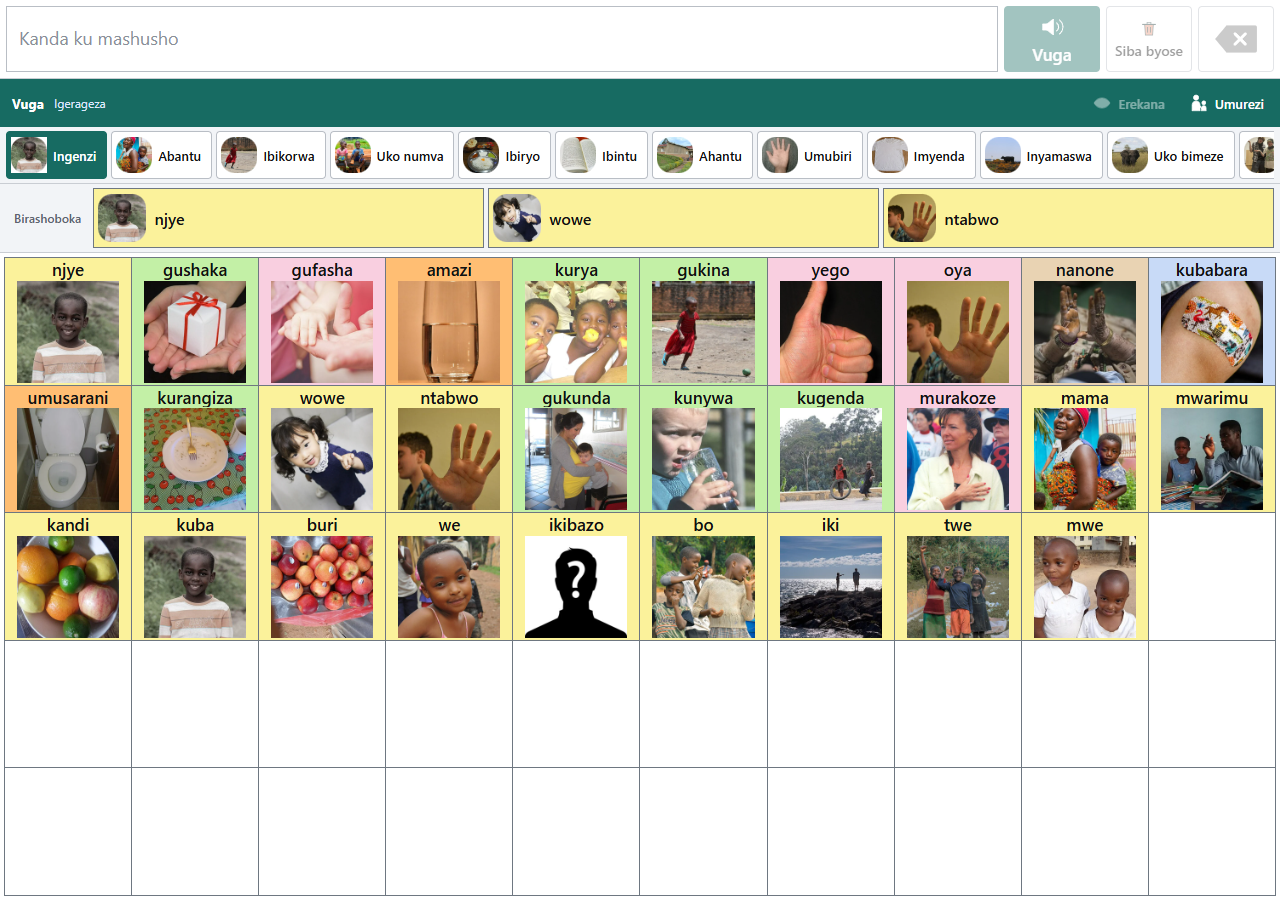 Kanda ku mashusho
Vuga
Siba byose
Vuga Igerageza
Erekana
Umurezi
Ingenzi
Abantu
Ibikorwa
Uko numva
Ibiryo
Ibintu
Ahantu
Umubiri
Imyenda
Inyamaswa
Uko bimeze
Birashoboka
njye
wowe
ntabwo
njye
gushaka
gufasha
amazi
kurya
gukina
yego
oya
nanone
kubabara
umusarani
kurangiza
wowe
ntabwo
gukunda
kunywa
kugenda
murakoze
mama
mwarimu
kandi
kuba
buri
we
ikibazo
?
bo
iki
twe
mwe